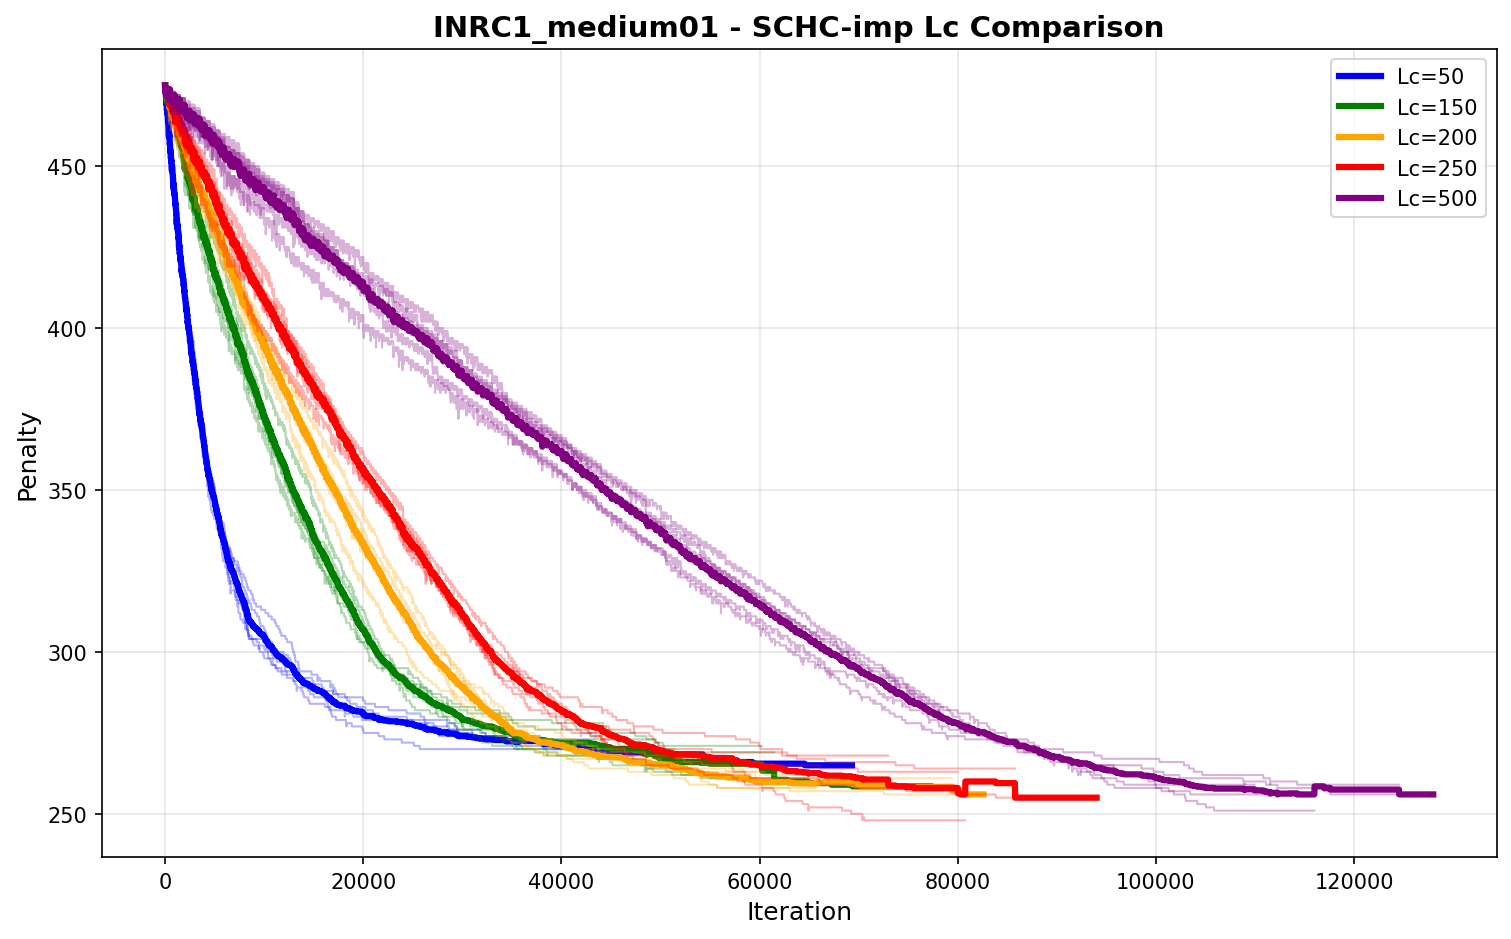 INRC1_medium01 - SCHC-imp Lc Comparison
Lc=50
Lc=150
Lc=200
Lc=250
Lc=500
Penalty
450
400
350
300
250
0 20000 40000 60000 80000 100000 120000
Iteration